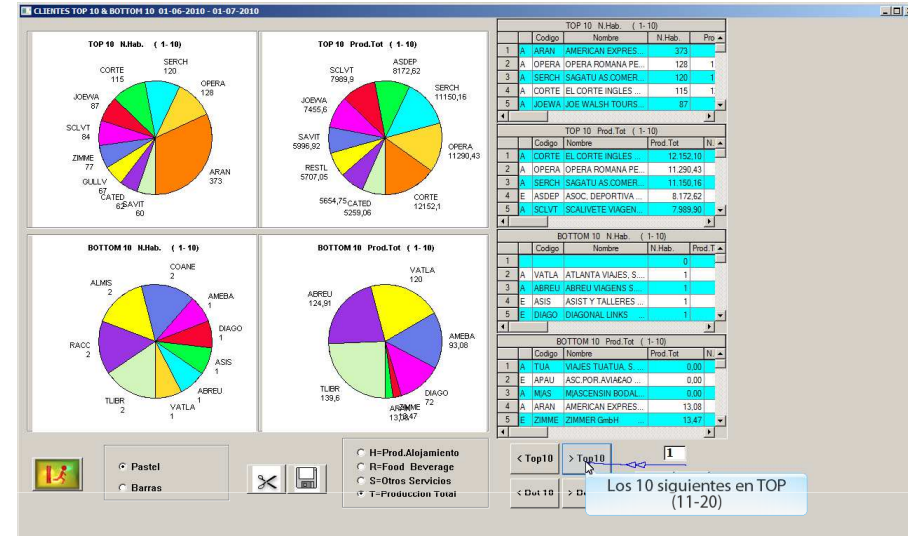 CLIENTES TOP 10 & BOTTOM 10 01-06-2010 - 01-07-2010
TOP 10 N.Hab. ( 1- 10)
SERCH
120
OPERA
128
ARAN
373
SAVIT
60
CATED
62
GULLV
67
ZIMME
77
SCLVT
84
JOEWA
87
CORTE
115
TOP 10 Prod.Tot ( 1- 10)
ASDEP
8172,62
SERCH
11150,16
OPERA
11290,43
CORTE
12152,1
CATED
5259,06
5654,75
RESTL
5707,05
SAVIT
5996,92
JOEWA
7455,6
SCLVT
7989,9
BOTTOM 10 N.Hab. ( 1- 10)
COANE
2
AMEBA
1
DIAGO
1
ASIS
1
ABREU
1
VATLA
1
TLIBR
2
RACC
2
ALMIS
2
BOTTOM 10 Prod.Tot ( 1- 10)
VATLA
120
AMEBA
93,08
DIAGO
72
ZIMME
13,47
ARAN
13,08
TLIBR
139,6
ABREU
124,91
TOP 10 N.Hab. ( 1- 10)
Codigo Nombre N.Hab. Pro
1 A ARAN AMERICAN EXPRES... 373
2 A OPERA OPERA ROMANA PE... 128 1
3 A SERCH SAGATU AS.COMER... 120 1
4 A CORTE EL CORTE INGLES ... 115 1
5 A JOEWA JOE WALSH TOURS... 87
TOP 10 Prod.Tot ( 1- 10)
Codigo Nombre Prod.Tot N.
1 A CORTE EL CORTE INGLES ... 12.152,10
2 A OPERA OPERA ROMANA PE... 11.290,43
3 A SERCH SAGATU AS.COMER... 11.150,16
4 E ASDEP ASOC, DEPORTIVA ... 8.172,62
5 A SCLVT SCALIVETE VIAGEN... 7.989,90
BOTTOM 10 N.Hab. ( 1- 10)
Codigo Nombre N.Hab. Prod.T
1 0
2 A VATLA ATLANTA VIAJES, S.... 1
3 A ABREU ABREU VIAGENS S.... 1
4 E ASIS ASIST Y TALLERES ... 1
5 E DIAGO DIAGONAL LINKS ... 1
BOTTOM 10 Prod.Tot ( 1- 10)
Codigo Nombre Prod.Tot N.
1 A TUA VIAJES TUATUA, S. ... 0,00
2 E APAU ASC.POR.AVIA£AO ... 0,00
3 A MIAS MIASCENSIN BODAL... 0,00
4 A ARAN AMERICAN EXPRES... 13,08
5 E ZIMME ZIMMER GmbH ... 13,47
Pastel
Barras
H=Prod.Alojamiento
R=Food Beverage
S=Otros Servicios
T=Produccion Total
< Top10 > Top10 1
< Bot 10 > B
Los 10 siguientes en TOP
(11-20)